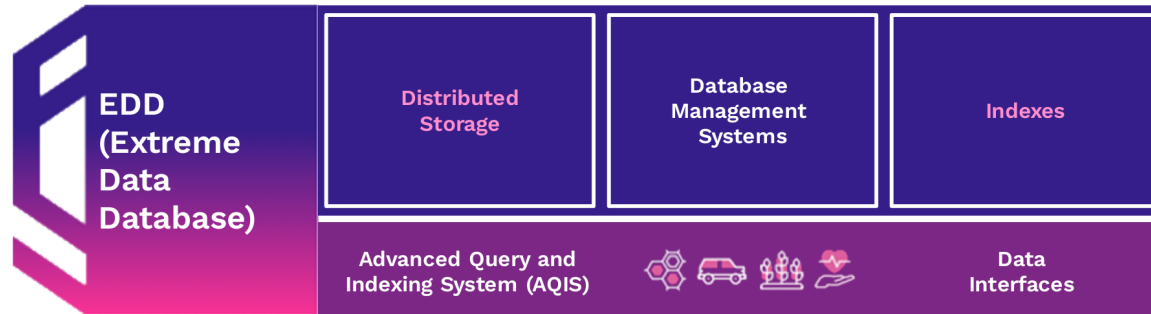 EDD
(Extreme
Data
Database)
Distributed
Storage
Database
Management
Systems
Indexes
Advanced Query and
Indexing System (AQIS)
Data
Interfaces